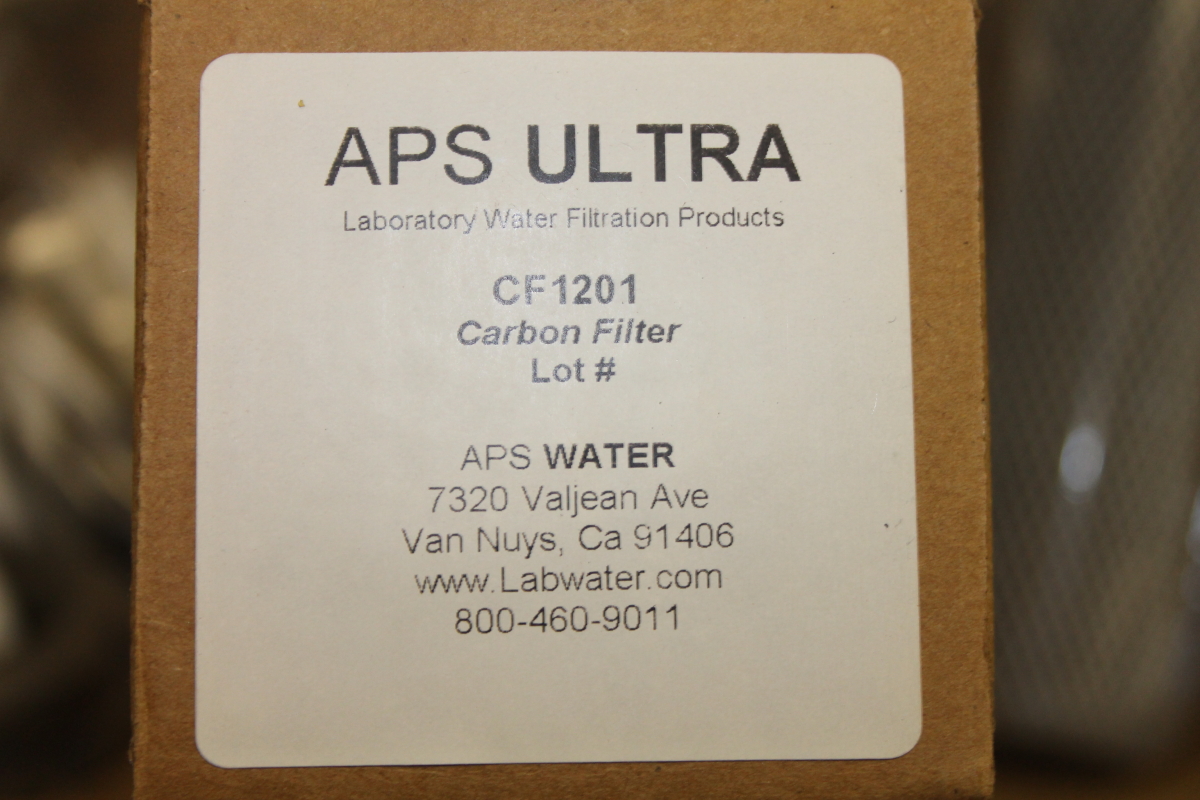 APS ULTRA
Laboratory Water Filtration Products
CF1201
Carbon Filter
Lot #
APS WATER
7320 Valjean Ave
Van Nuys, Ca 91406
www.Labwater.com
800-460-9011